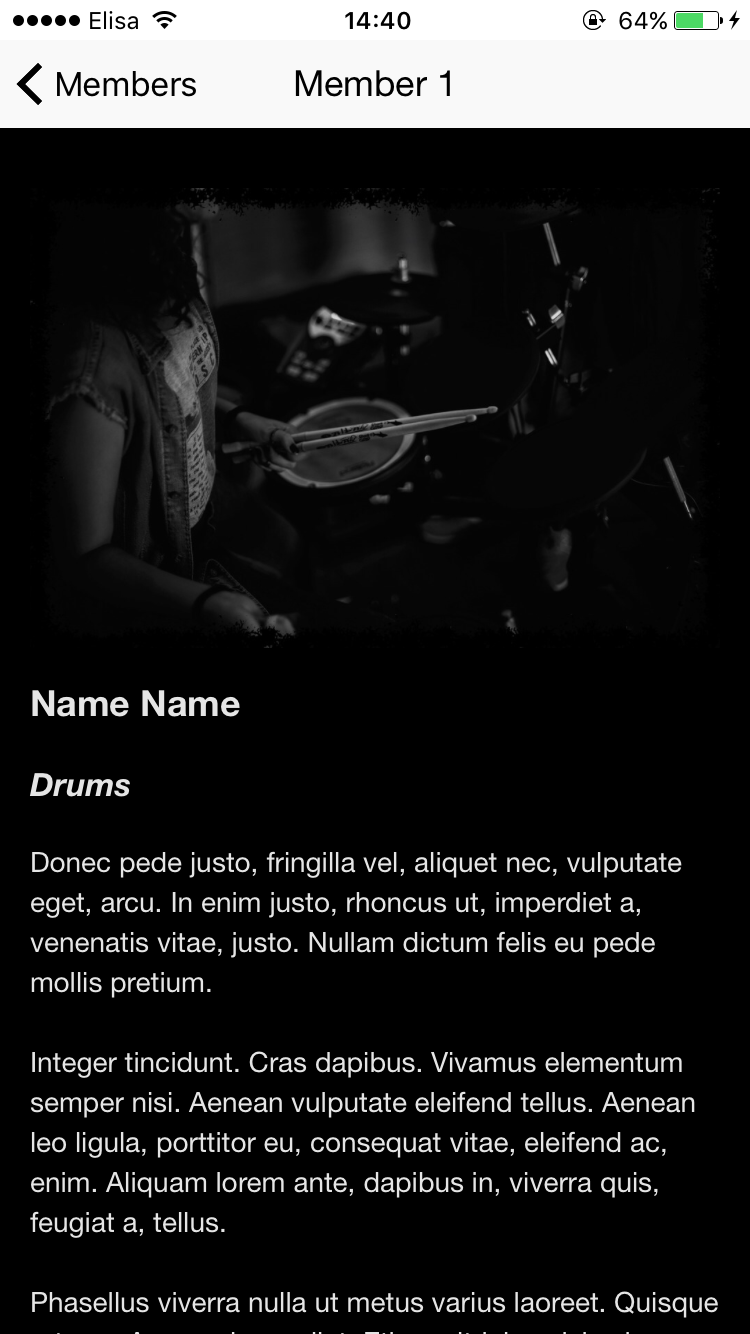 Elisa 14:40 64%
Members Member 1
Name Name
Drums
Donec pede justo, fringilla vel, aliquet nec, vulputate
eget, arcu. In enim justo, rhoncus ut, imperdiet a,
venenatis vitae, justo. Nullam dictum felis eu pede
mollis pretium.
Integer tincidunt. Cras dapibus. Vivamus elementum
semper nisi. Aenean vulputate eleifend tellus. Aenean
leo ligula, porttitor eu, consequat vitae, eleifend ac,
enim. Aliquam lorem ante, dapibus in, viverra quis,
feugiat a, tellus.
Phasellus viverra nulla ut metus varius laoreet. Quisque